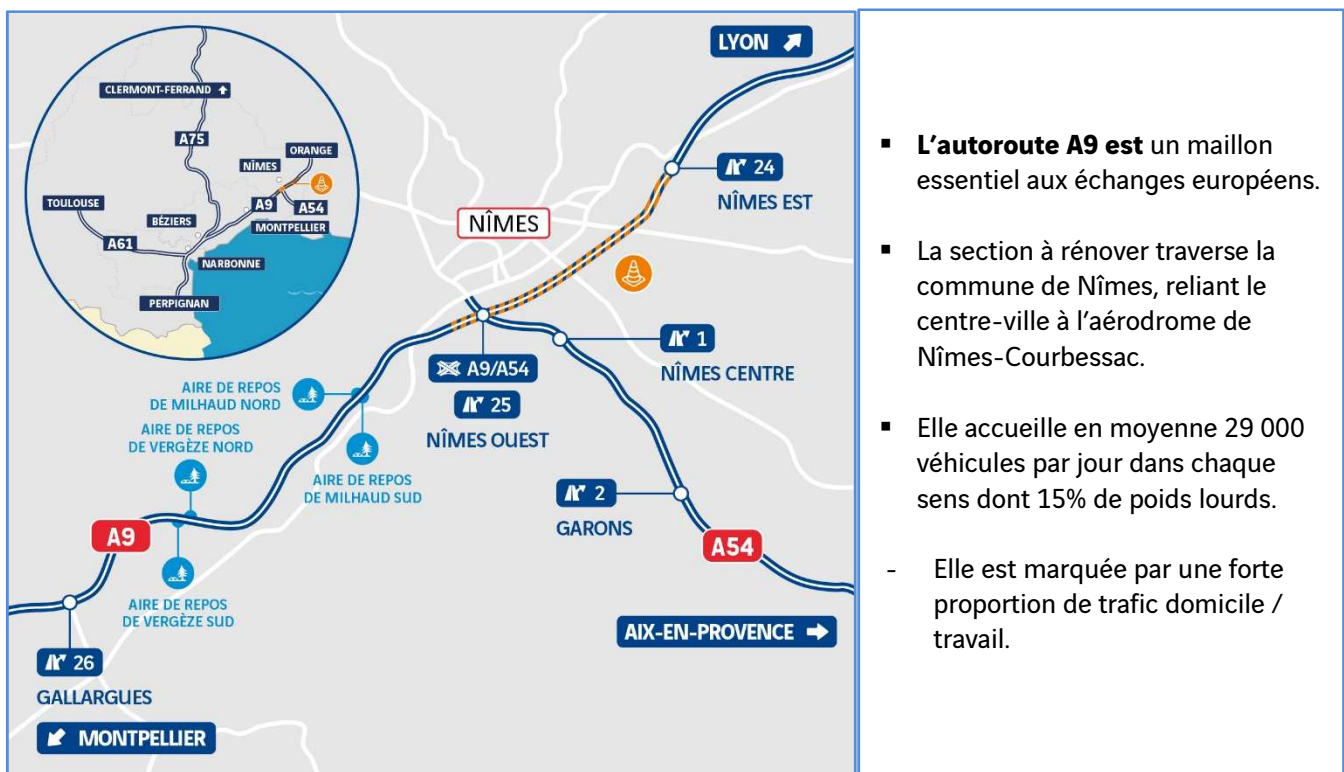 LYON
CLERMONT-FERRAND
A75
ORANGE
NÎMES
TOULOUSE
A9
A54
BÉZIERS
MONTPELLIER
A61
NARBONNE
PERPIGNAN
24
NÎMES EST
NÎMES
1
NÎMES CENTRE
A9/A54
25
NÎMES OUEST
AIRE DE REPOS
DE MILHAUD NORD
AIRE DE REPOS
DE VERGÈZE NORD
AIRE DE REPOS
DE MILHAUD SUD
2
GARONS
A9
A54
AIRE DE REPOS
DE VERGÈZE SUD
AIX-EN-PROVENCE
26
GALLARGUES
MONTPELLIER
▪ L’autoroute A9 est un maillon
essentiel aux échanges européens.
▪ La section à rénover traverse la
commune de Nîmes, reliant le
centre-ville à l’aérodrome de
Nîmes-Courbessac.
▪ Elle accueille en moyenne 29 000
véhicules par jour dans chaque
sens dont 15% de poids lourds.
- Elle est marquée par une forte
proportion de trafic domicile /
travail.